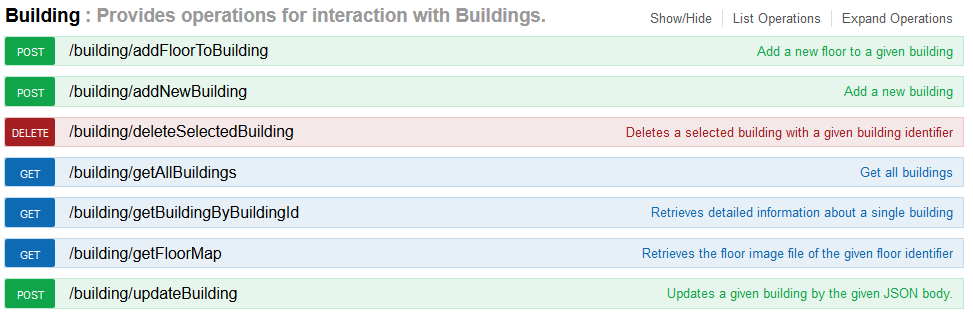 Building : Provides operations for interaction with Buildings. Show/Hide List Operations Expand Operations
POST /building/addFloorToBuilding Add a new floor to a given building
POST /building/addNewBuilding Add a new building
DELETE /building/deleteSelectedBuilding Deletes a selected building with a given building identifier
GET /building/getAllBuildings Get all buildings
GET /building/getBuildingByBuildingId Retrieves detailed information about a single building
GET /building/getFloorMap Retrieves the floor image file of the given floor identifier
POST /building/updateBuilding Updates a given building by the given JSON body.